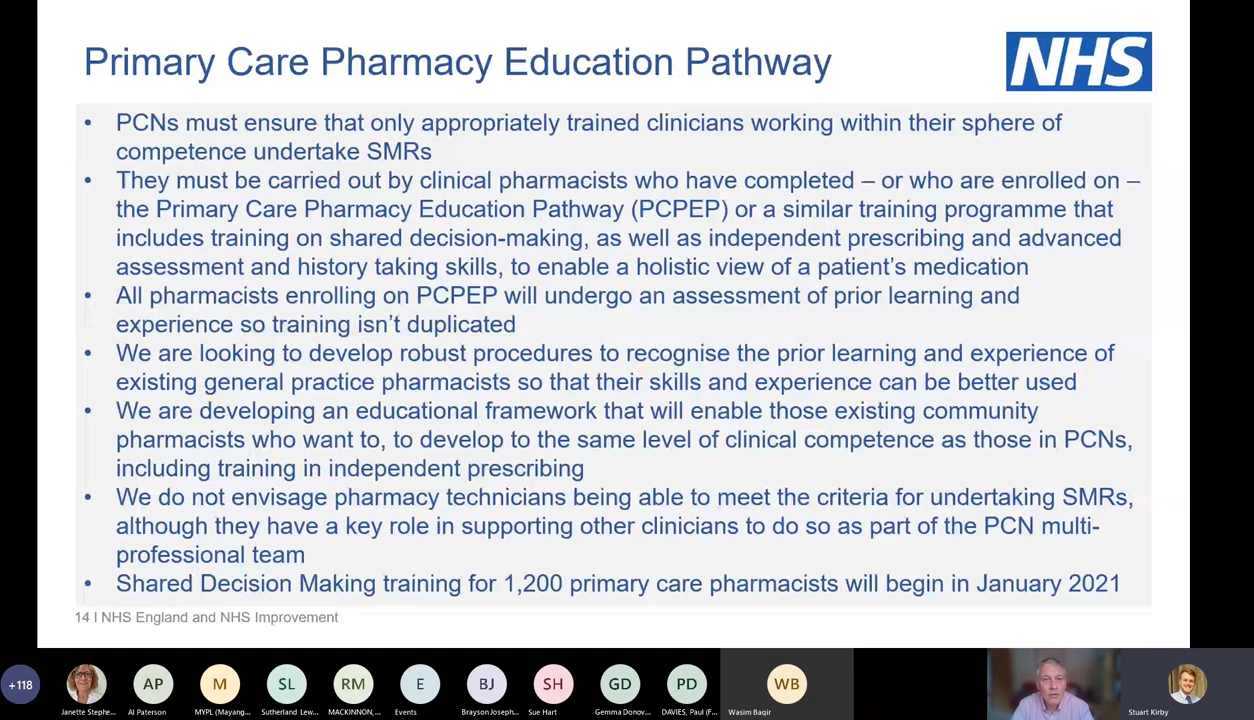 Primary Care Pharmacy Education Pathway
NHS
• PCNs must ensure that only appropriately trained clinicians working within their sphere of
competence undertake SMRs
• They must be carried out by clinical pharmacists who have completed – or who are enrolled on –
the Primary Care Pharmacy Education Pathway (PCPEP) or a similar training programme that
includes training on shared decision-making, as well as independent prescribing and advanced
assessment and history taking skills, to enable a holistic view of a patient’s medication
• All pharmacists enrolling on PCPEP will undergo an assessment of prior learning and
experience so training isn’t duplicated
• We are looking to develop robust procedures to recognise the prior learning and experience of
existing general practice pharmacists so that their skills and experience can be better used
• We are developing an educational framework that will enable those existing community
pharmacists who want to, to develop to the same level of clinical competence as those in PCNs,
including training in independent prescribing
• We do not envisage pharmacy technicians being able to meet the criteria for undertaking SMRs,
although they have a key role in supporting other clinicians to do so as part of the PCN multi-
professional team
• Shared Decision Making training for 1,200 primary care pharmacists will begin in January 2021
14 I NHS England and NHS Improvement
+118
AP
M
SL
RM
E
BJ
SH
GD
PD
WB
Janette Stephe...
Al Paterson
MYPL (Mayang...
Sutherland Lew...
MACKINNON,...
Events
Brayson Joseph...
Sue Hart
Gemma Donov...
DAVIES, Paul (F...
Wasim Baqir
Stuart Kirby